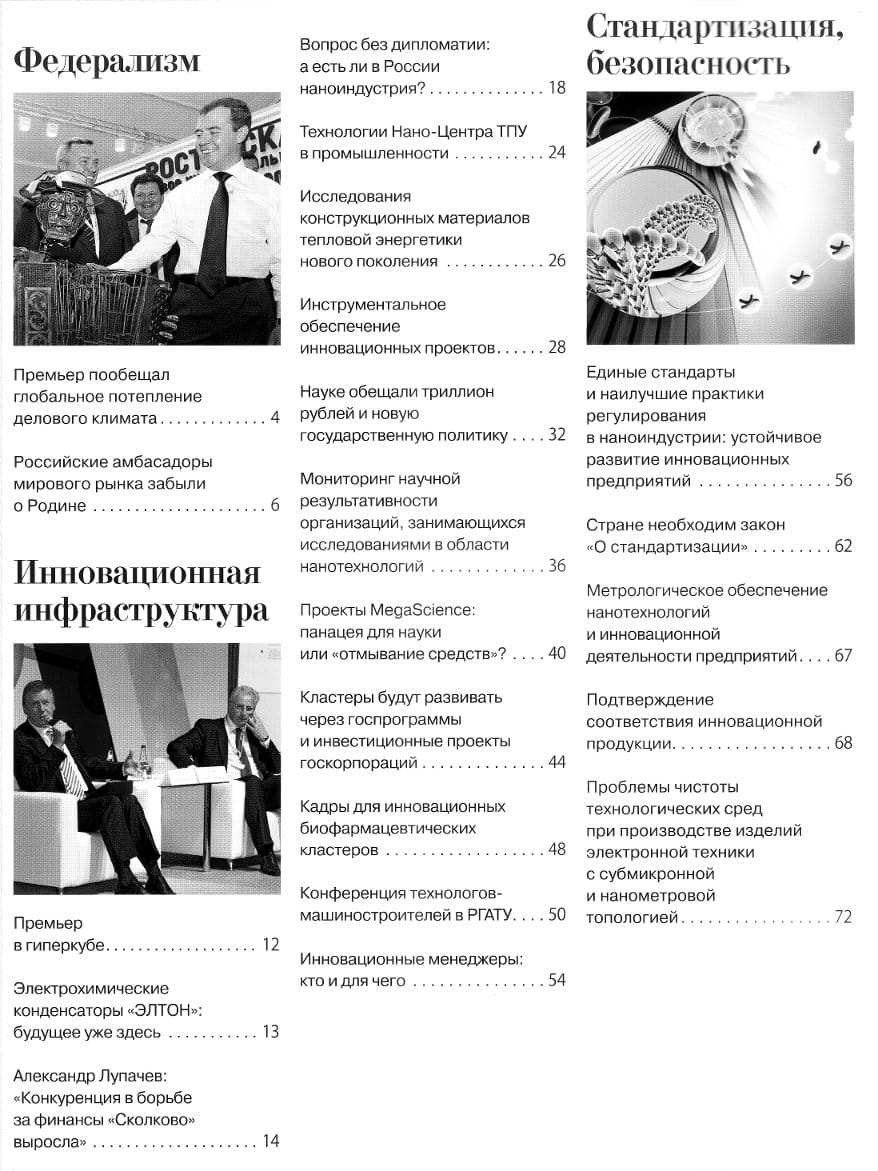 Федерализм
РОСТ
СКА
Премьер пообещал
глобальное потепление
делового климата . . . . . . . . . . . . . 4
Российские амбасадоры
мирового рынка забыли
о Родине . . . . . . . . . . . . . . . . . . . 6
Инновационная
инфраструктура
Премьер
в гиперкубе. . . . . . . . . . . . . . . . . . . 12
Электрохимические
конденсаторы «ЭЛТОН»:
будущее уже здесь . . . . . . . . . . . 13
Александр Лупачев:
«Конкуренция в борьбе
за финансы «Сколково»
выросла» . . . . . . . . . . . . . . . . . . . . 14
Вопрос без дипломатии:
а есть ли в России
наноиндустрия? . . . . . . . . . . . . . . 18
Технологии Нано-Центра ТПУ
в промышленности . . . . . . . . . . . 24
Исследования
конструкционных материалов
тепловой энергетики
нового поколения . . . . . . . . . . . . 26
Инструментальное
обеспечение
инновационных проектов. . . . . . 28
Науке обещали триллион
рублей и новую
государственную политику . . . . 32
Мониторинг научной
результативности
организаций, занимающихся
исследованиями в области
нанотехнологий . . . . . . . . . . . . . 36
Проекты MegaScience:
панацея для науки
или «отмывание средств»? . . . . 40
Кластеры будут развивать
через госпрограммы
и инвестиционные проекты
госкорпораций . . . . . . . . . . . . . . . 44
Кадры для инновационных
биофармацевтических
кластеров . . . . . . . . . . . . . . . . . . 48
Конференция технологов-
машиностроителей в РГАТУ. . . . 50
Инновационные менеджеры:
кто и для чего . . . . . . . . . . . . . . . 54
Стандартизация,
безопасность
Единые стандарты
и наилучшие практики
регулирования
в наноиндустрии: устойчивое
развитие инновационных
предприятий . . . . . . . . . . . . . . . 56
Стране необходим закон
«О стандартизации» . . . . . . . . . 62
Метрологическое обеспечение
нанотехнологий
и инновационной
деятельности предприятий. . . . 67
Подтверждение
соответствия инновационной
продукции. . . . . . . . . . . . . . . . . . 68
Проблемы чистоты
технологических сред
при производстве изделий
электронной техники
с субмикронной
и нанометровой
топологией . . . . . . . . . . . . . . . . . 72